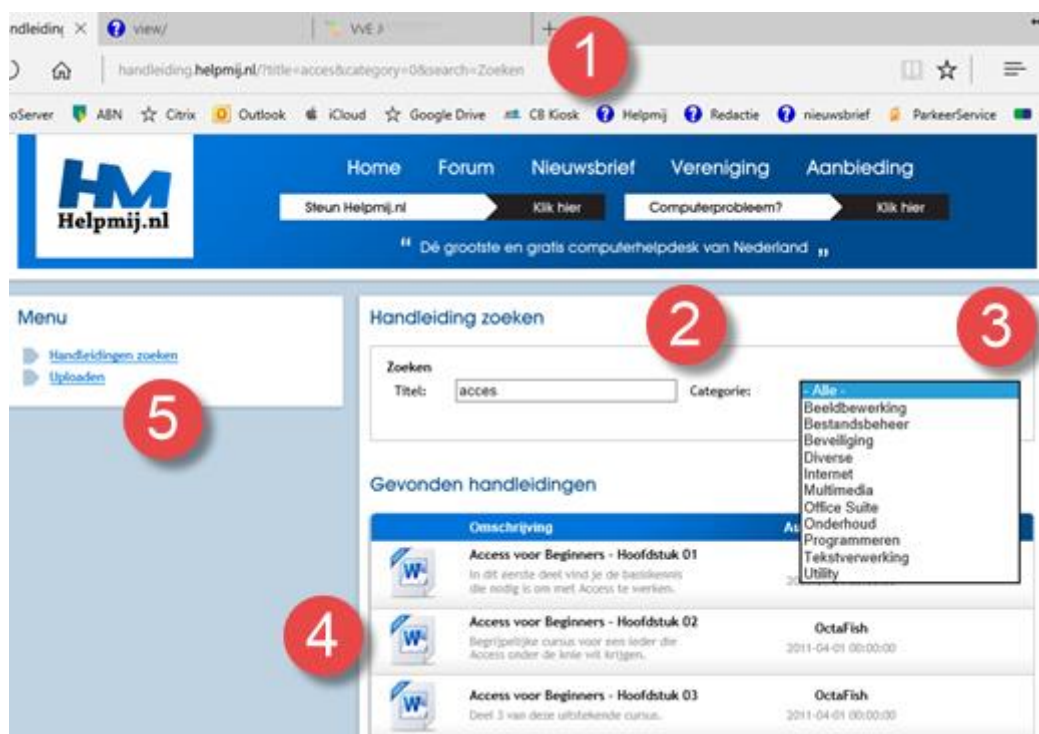 ndleiding view/ VVE
1
handleiding.helpmij.nl/?title=acces&category=0&search=Zoeken
oServer ABN Citrix Outlook iCloud Google Drive CB Kiosk Helpmij Redactie nieuwsbrief ParkeerService
HM
Helpmij.nl
Home Forum Nieuwsbrief Vereniging Aanbieding
Steun Helpmij.nl Klik hier Computerprobleem? Klik hier
“ Dé grootste en gratis computerhelpdesk van Nederland „
Menu
Handleidingen zoeken
Uploaden
5
Handleiding zoeken
2
3
Zoeken
Titel: acces Categorie:
- Alle -
Beeldbewerking
Bestandsbeheer
Beveiliging
Diverse
Internet
Multimedia
Office Suite
Onderhoud
Programmeren
Tekstverwerking
Utility
Gevonden handleidingen
Omschrijving Au
Access voor Beginners - Hoofdstuk 01
In dit eerste deel vind je de basiskennis
die nodig is om met Access te werken.
4
Access voor Beginners - Hoofdstuk 02 OctaFish
Begrijpelijke cursus voor een ieder die 2011-04-01 00:00:00
Access onder de knie wil krijgen.
Access voor Beginners - Hoofdstuk 03 OctaFish
Deel 3 van deze uitstekende cursus. 2011-04-01 00:00:00